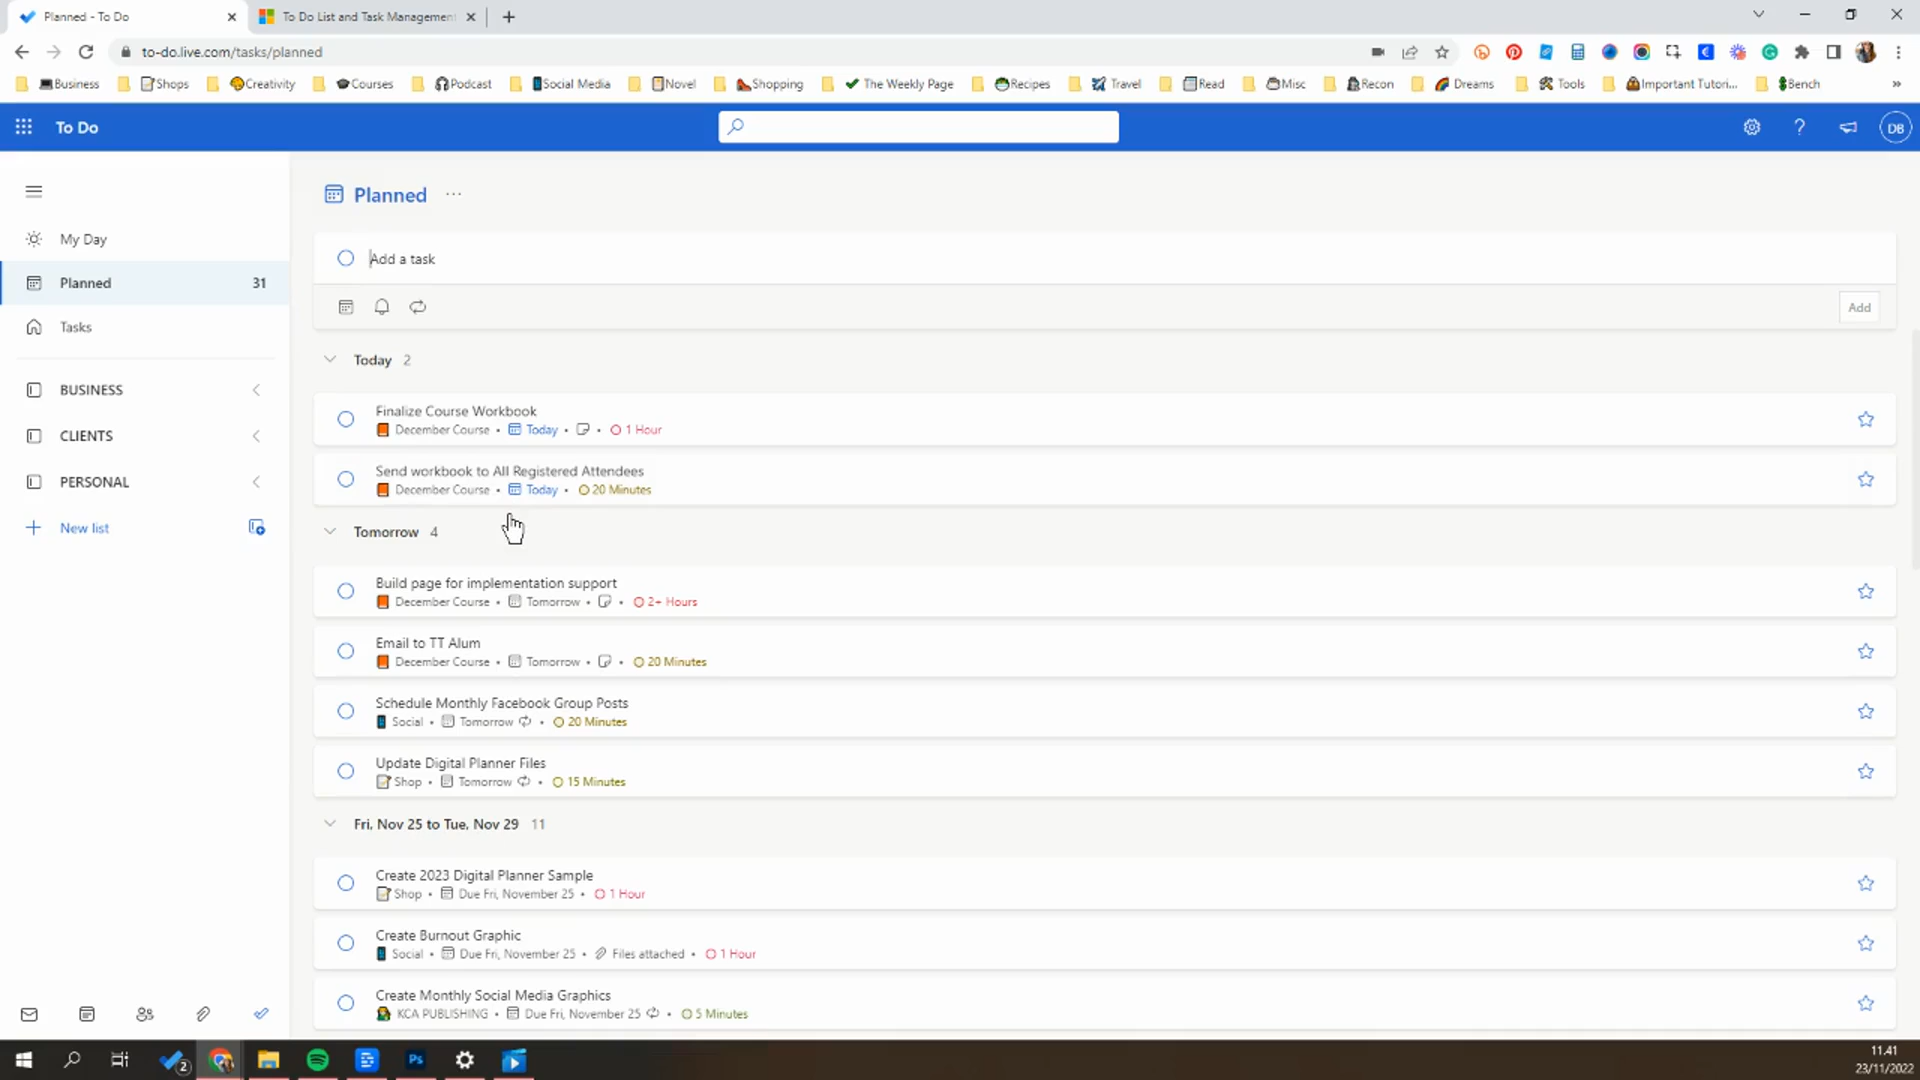 Planned - To Do
To Do List and Task Management
to-do.live.com/tasks/planned
Business
Shops
Creativity
Courses
Podcast
Social Media
Novel
Shopping
The Weekly Page
Recipes
Travel
Read
Misc
Recon
Dreams
Tools
Important Tutori...
Bench
»
To Do
?
DB
My Day
Planned 31
Tasks
BUSINESS
CLIENTS
PERSONAL
New list
Planned ...
Add a task
Add
Today 2
Finalize Course Workbook
December Course • Today • • 1 Hour
Send workbook to All Registered Attendees
December Course • Today • 20 Minutes
Tomorrow 4
Build page for implementation support
December Course • Tomorrow • • 2+ Hours
Email to TT Alum
December Course • Tomorrow • • 20 Minutes
Schedule Monthly Facebook Group Posts
Social • Tomorrow • 20 Minutes
Update Digital Planner Files
Shop • Tomorrow • 15 Minutes
Fri, Nov 25 to Tue, Nov 29 11
Create 2023 Digital Planner Sample
Shop • Due Fri, November 25 • 1 Hour
Create Burnout Graphic
Social • Due Fri, November 25 • Files attached • 1 Hour
Create Monthly Social Media Graphics
KCA PUBLISHING • Due Fri, November 25 • 5 Minutes
2
Ps
11.41
23/11/2022